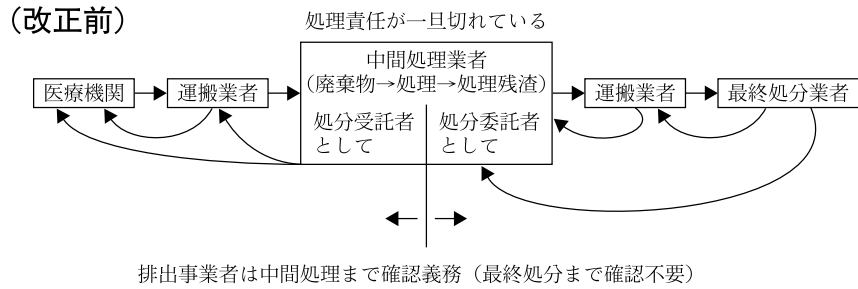 （改正前）
処理責任が一旦切れている
医療機関
運搬業者
中間処理業者
（廃棄物→処理→処理残渣）
処分受託者
として
処分委託者
として
運搬業者
最終処分業者
排出事業者は中間処理まで確認義務（最終処分まで確認不要）